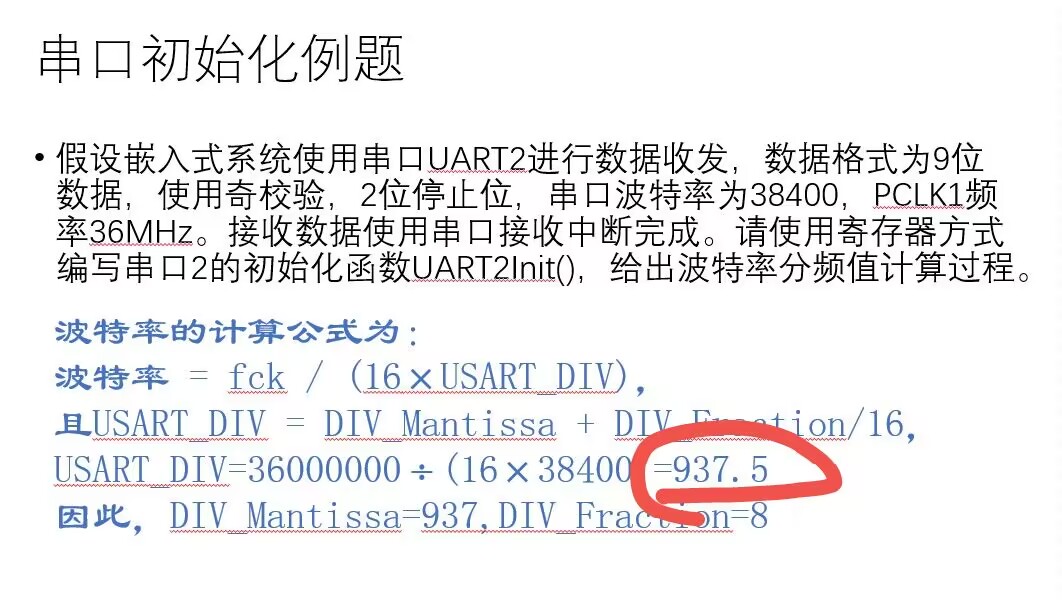 串口初始化例题
• 假设嵌入式系统使用串口UART2进行数据收发，数据格式为9位
数据，使用奇校验，2位停止位，串口波特率为38400，PCLK1频
率36MHz。接收数据使用串口接收中断完成。请使用寄存器方式
编写串口2的初始化函数UART2Init()，给出波特率分频值计算过程。
波特率的计算公式为：
波特率 = fck / (16×USART_DIV)，
且USART_DIV = DIV_Mantissa + DIV_Fraction/16，
USART_DIV=36000000÷(16×38400)=937.5
因此，DIV_Mantissa=937,DIV_Fraction=8